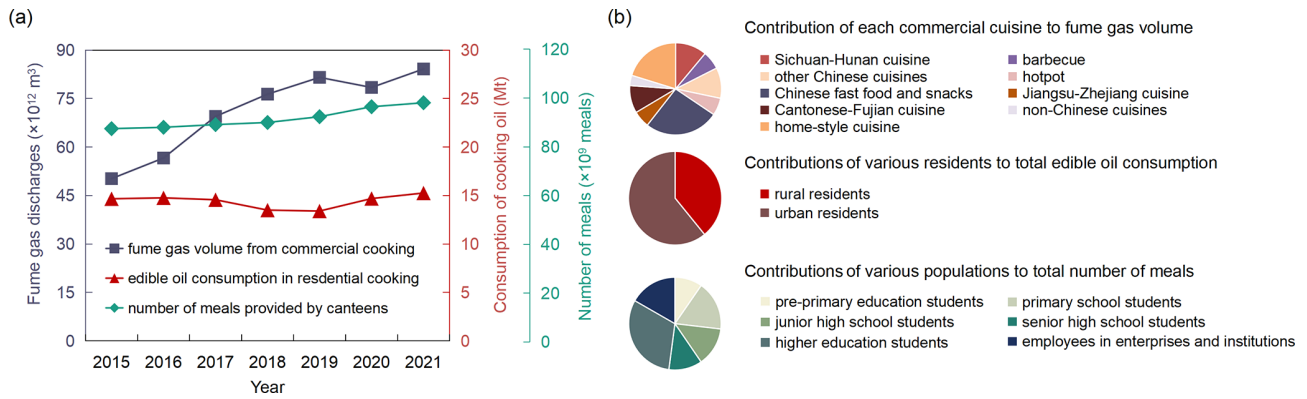 (a)
90
75
60
45
30
15
0
Fume gas discharges (×10¹² m³)
30
25
20
15
10
5
0
Consumption of cooking oil (Mt)
120
100
80
60
40
20
0
Number of meals (×10⁹ meals)
fume gas volume from commercial cooking
edible oil consumption in resdential cooking
number of meals provided by canteens
2015 2016 2017 2018 2019 2020 2021
Year
(b)
Contribution of each commercial cuisine to fume gas volume
Sichuan-Hunan cuisine
barbecue
other Chinese cuisines
hotpot
Chinese fast food and snacks
Jiangsu-Zhejiang cuisine
Cantonese-Fujian cuisine
non-Chinese cuisines
home-style cuisine
Contributions of various residents to total edible oil consumption
rural residents
urban residents
Contributions of various populations to total number of meals
pre-primary education students
primary school students
junior high school students
senior high school students
higher education students
employees in enterprises and institutions